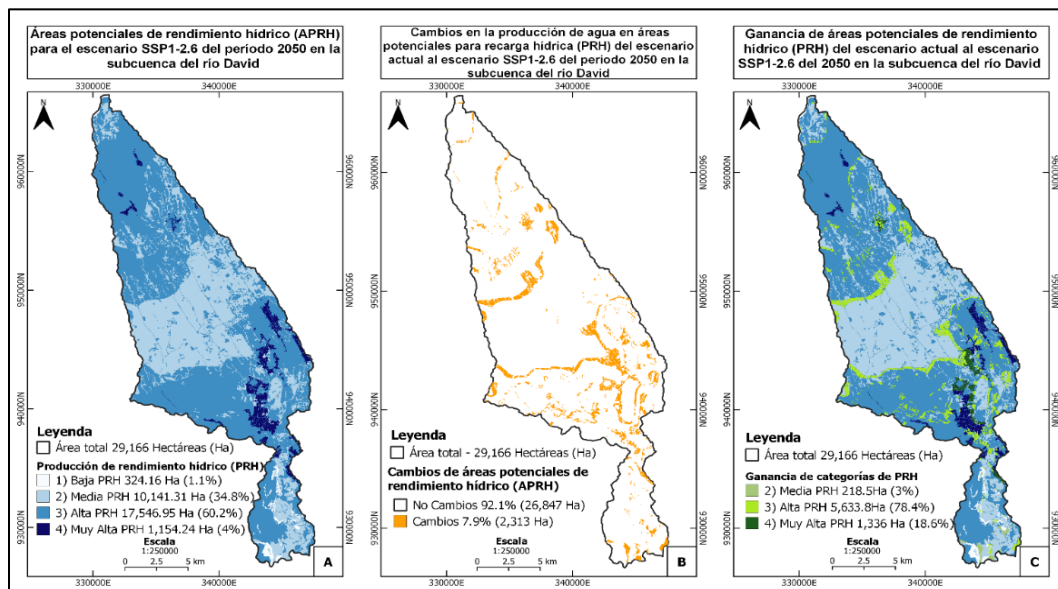 Áreas potenciales de rendimiento hídrico (APRH)
para el escenario SSP1-2.6 del período 2050 en la
subcuenca del río David
330000E
340000E
N
960000N
950000N
940000N
930000N
Leyenda
Área total 29,166 Hectáreas (Ha)
Producción de rendimiento hídrico (PRH)
1) Baja PRH 324.16 Ha (1.1%)
2) Media PRH 10,141.31 Ha (34.8%)
3) Alta PRH 17,546.95 Ha (60.2%)
4) Muy Alta PRH 1,154.24 Ha (4%)
Escala
1:250000
0 2.5 5 km
330000E
340000E
A
Cambios en la producción de agua en áreas
potenciales para recarga hídrica (PRH) del escenario
actual al escenario SSP1-2.6 del período 2050 en la
subcuenca del río David
330000E
340000E
N
960000N
950000N
940000N
930000N
Leyenda
Área total - 29,166 Hectáreas (Ha)
Cambios de áreas potenciales de
rendimiento hídrico (APRH)
No Cambios 92.1% (26,847 Ha)
Cambios 7.9% (2,313 Ha)
Escala
1:250000
0 2.5 5 km
340000E
B
Ganancia de áreas potenciales de rendimiento
hídrico (PRH) del escenario actual al escenario
SSP1-2.6 del 2050 en la subcuenca del río David
330000E
340000E
N
960000N
950000N
940000N
930000N
Leyenda
Área total 29,166 Hectáreas (Ha)
Ganancia de categorías de PRH
2) Media PRH 218.5Ha (3%)
3) Alta PRH 5,633.8Ha (78.4%)
4) Muy Alta PRH 1,336 Ha (18.6%)
Escala
1:250000
0 2.5 5 km
330000E
340000E
C